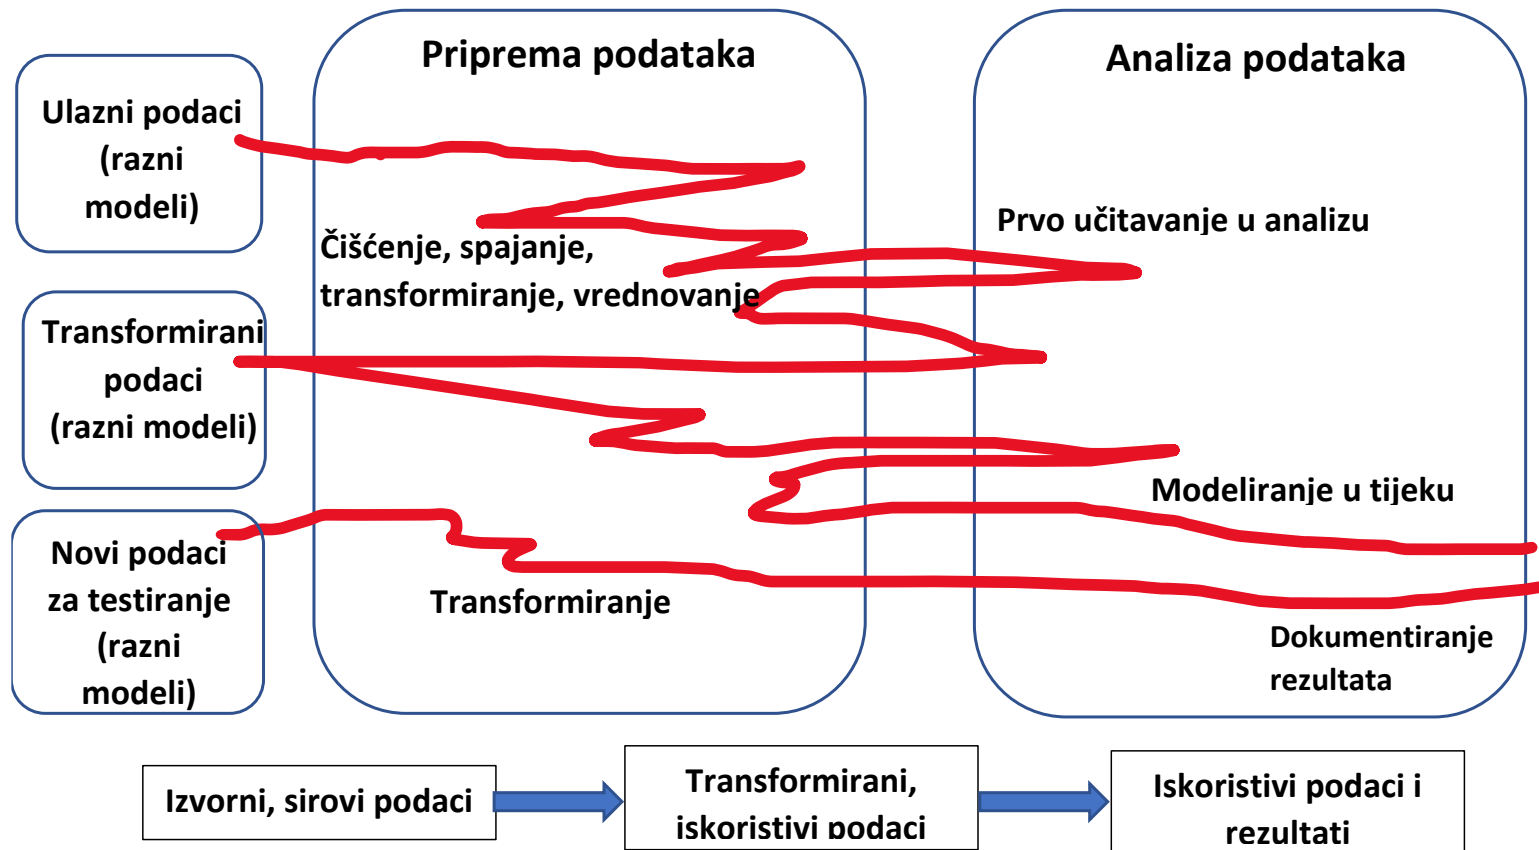 Priprema podataka
Analiza podataka
Ulazni podaci
(razni
modeli)
Prvo učitavanje u analizu
Čišćenje, spajanje,
transformiranje, vrednovanje
Transformirani
podaci
(razni modeli)
Modeliranje u tijeku
Novi podaci
za testiranje
(razni
modeli)
Transformiranje
Dokumentiranje
rezultata
Izvorni, sirovi podaci
Transformirani,
iskoristivi podaci
Iskoristivi podaci i
rezultati